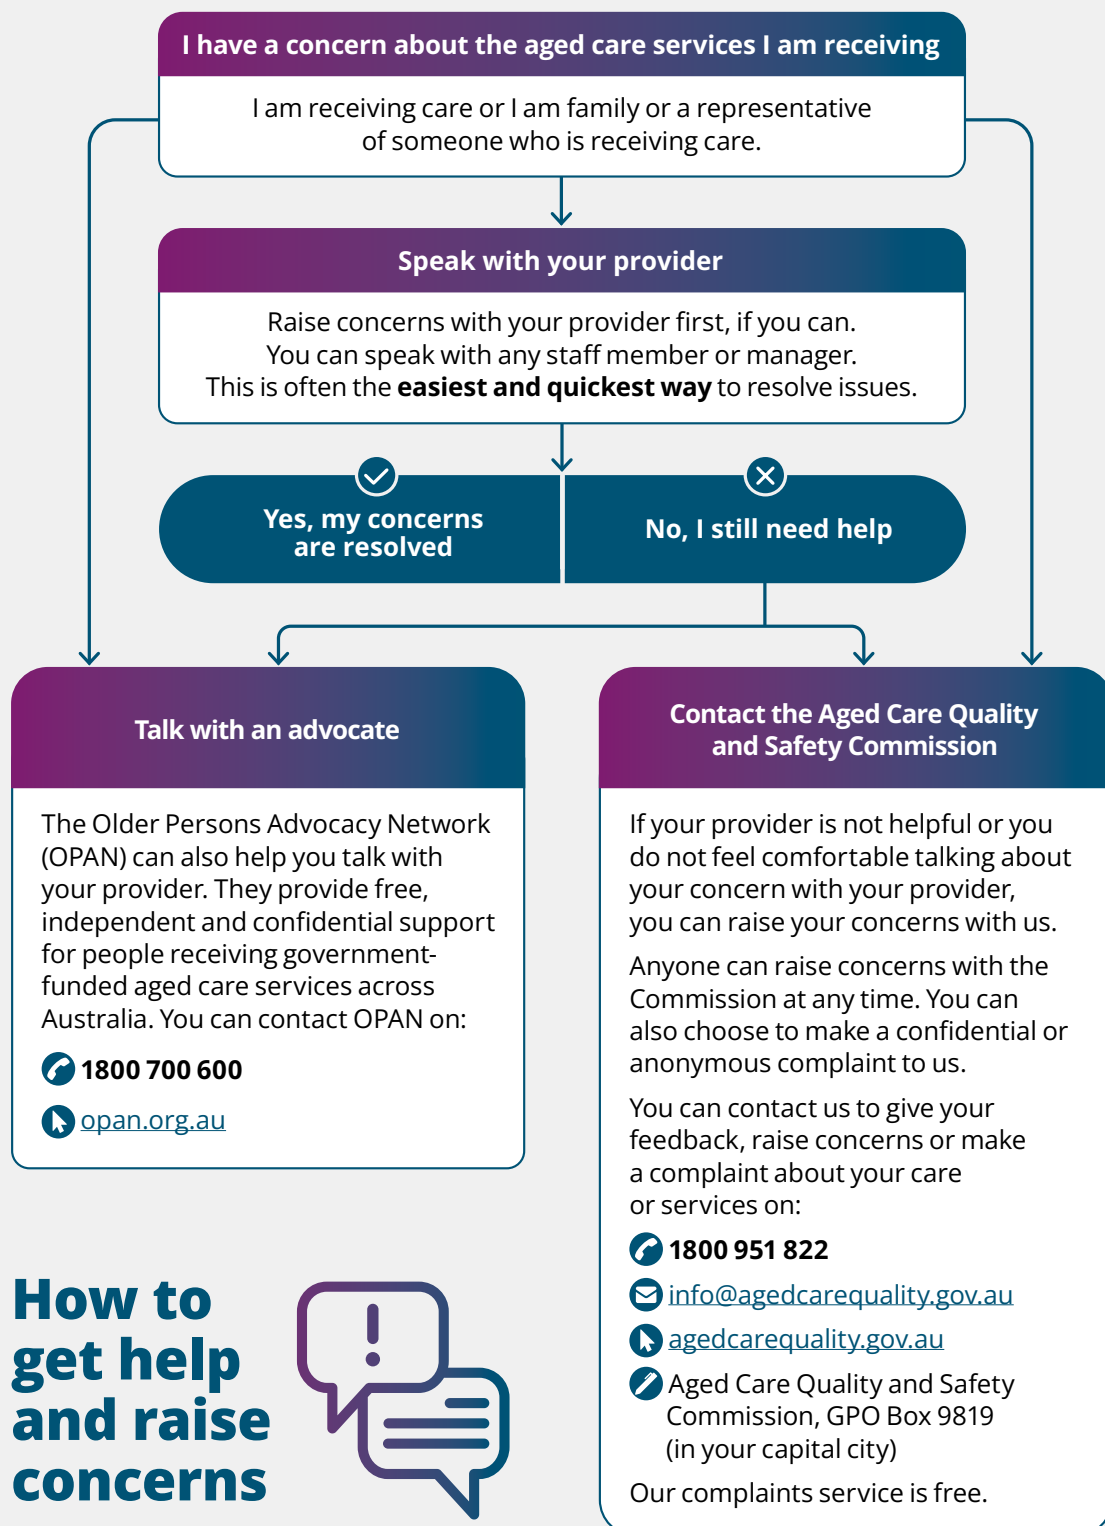 I have a concern about the aged care services I am receiving
I am receiving care or I am family or a representative
of someone who is receiving care.
Speak with your provider
Raise concerns with your provider first, if you can.
You can speak with any staff member or manager.
This is often the easiest and quickest way to resolve issues.
Yes, my concerns
are resolved
No, I still need help
Talk with an advocate
The Older Persons Advocacy Network
(OPAN) can also help you talk with
your provider. They provide free,
independent and confidential support
for people receiving government-
funded aged care services across
Australia. You can contact OPAN on:
1800 700 600
opan.org.au
Contact the Aged Care Quality
and Safety Commission
If your provider is not helpful or you
do not feel comfortable talking about
your concern with your provider,
you can raise your concerns with us.
Anyone can raise concerns with the
Commission at any time. You can
also choose to make a confidential or
anonymous complaint to us.
You can contact us to give your
feedback, raise concerns or make
a complaint about your care
or services on:
1800 951 822
info@agedcarequality.gov.au
agedcarequality.gov.au
Aged Care Quality and Safety
Commission, GPO Box 9819
(in your capital city)
Our complaints service is free.
How to
get help
and raise
concerns